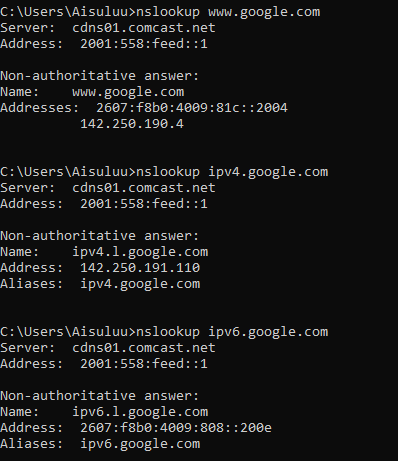 C:\Users\Aisuluu>nslookup www.google.com
Server:  cdns01.comcast.net
Address:  2001:558:feed::1

Non-authoritative answer:
Name:    www.google.com
Addresses:  2607:f8b0:4009:81c::2004
          142.250.190.4

C:\Users\Aisuluu>nslookup ipv4.google.com
Server:  cdns01.comcast.net
Address:  2001:558:feed::1

Non-authoritative answer:
Name:    ipv4.l.google.com
Address:  142.250.191.110
Aliases:  ipv4.google.com

C:\Users\Aisuluu>nslookup ipv6.google.com
Server:  cdns01.comcast.net
Address:  2001:558:feed::1

Non-authoritative answer:
Name:    ipv6.l.google.com
Address:  2607:f8b0:4009:808::200e
Aliases:  ipv6.google.com